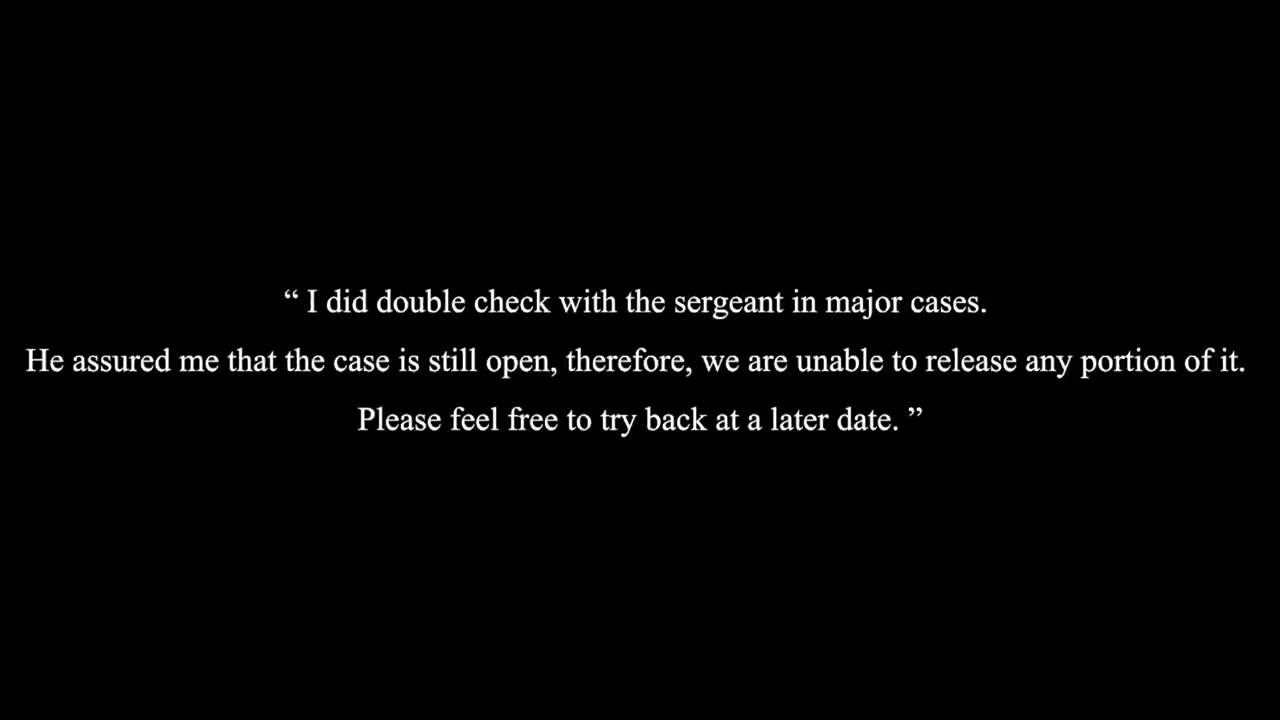 “ I did double check with the sergeant in major cases.
He assured me that the case is still open, therefore, we are unable to release any portion of it.
Please feel free to try back at a later date. ”